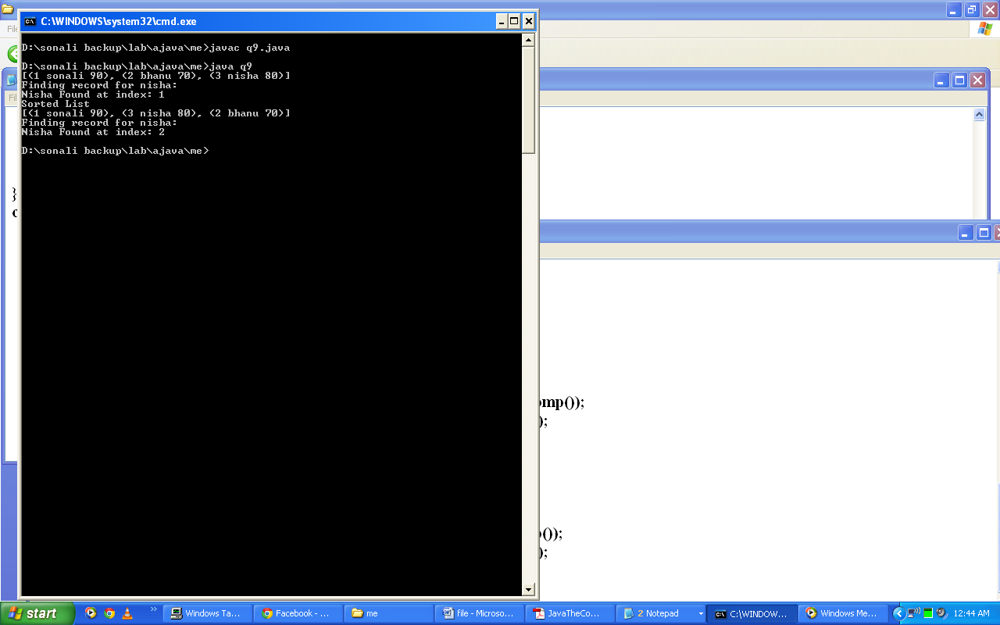 C:\WINDOWS\system32\cmd.exe
D:\sonali backup\lab\ajava\me>javac q9.java
D:\sonali backup\lab\ajava\me>java q9
[(1 sonali 90), (2 bhanu 70), (3 nisha 80)]
Finding record for nisha:
Nisha Found at index: 1
Sorted List
[(1 sonali 90), (3 nisha 80), (2 bhanu 70)]
Finding record for nisha:
Nisha Found at index: 2
D:\sonali backup\lab\ajava\me>
}
omp());
);
());
);
start
Windows Ta...
Facebook - ...
me
file - Microso...
JavaTheCo...
2 Notepad
C:\WINDOW...
Windows Me...
12:44 AM